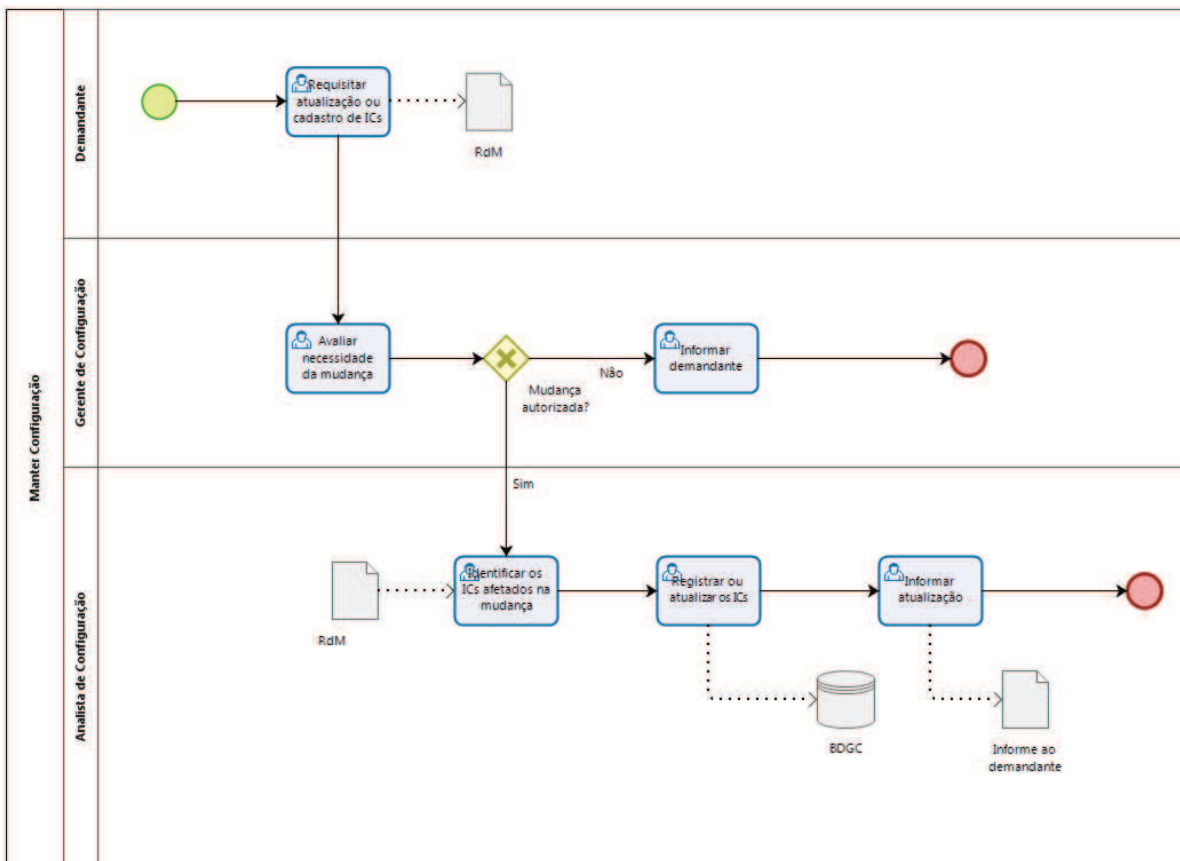 Manter Configuração
Demandante
Requisitar
atualização ou
cadastro de ICs
RdM
Gerente de Configuração
Avaliar
necessidade
da mudança
Mudança
autorizada?
Não
Informar
demandante
Sim
Analista de Configuração
RdM
Identificar os
ICs afetados na
mudança
Registrar ou
atualizar os ICs
Informar
atualização
BDGC
Informe ao
demandante